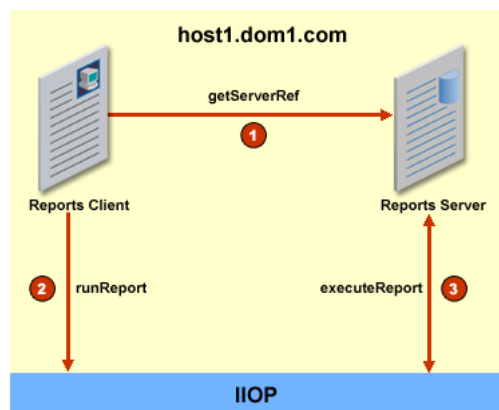 host1.dom1.com
getServerRef
1
Reports Client
Reports Server
2
runReport
executeReport
3
IIOP